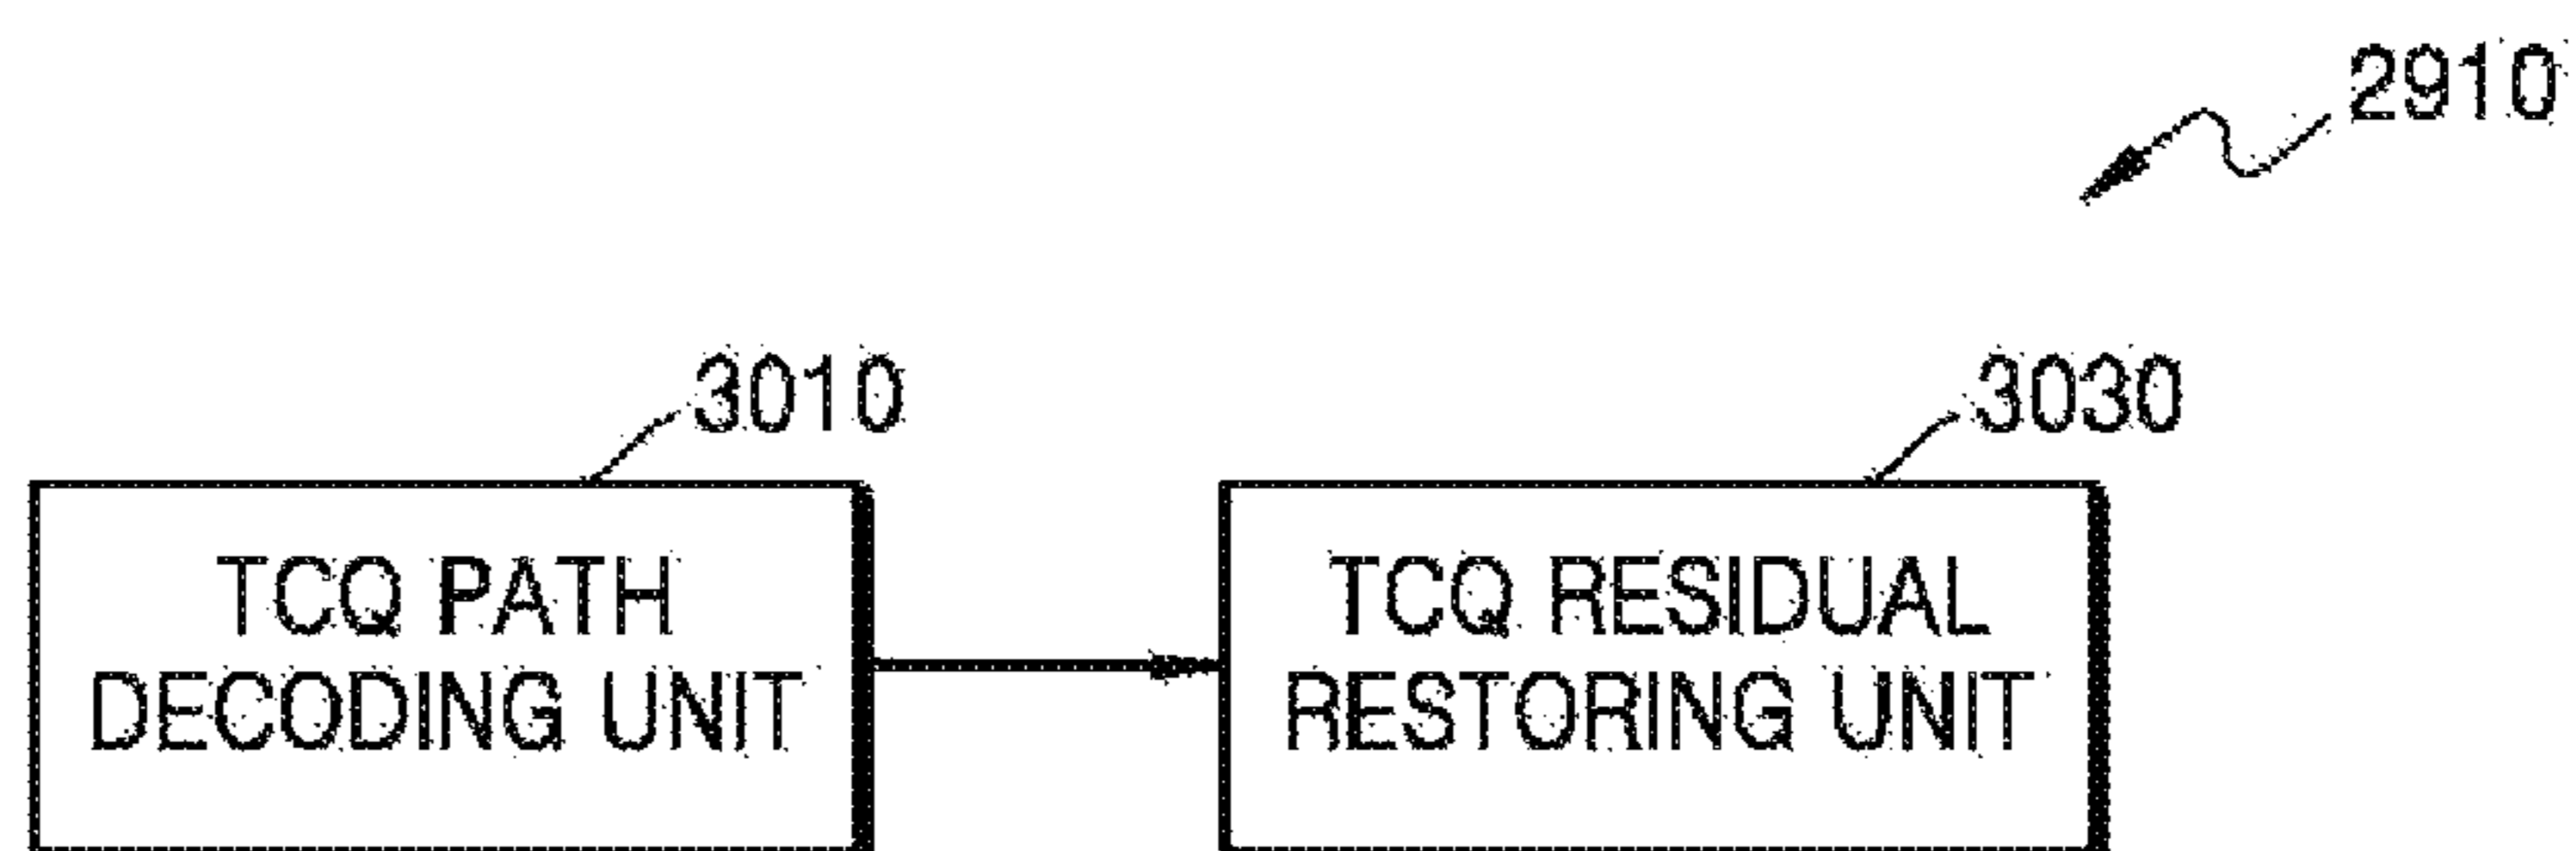 2910
3010
3030
TCQ PATH
DECODING UNIT
TCQ RESIDUAL
RESTORING UNIT